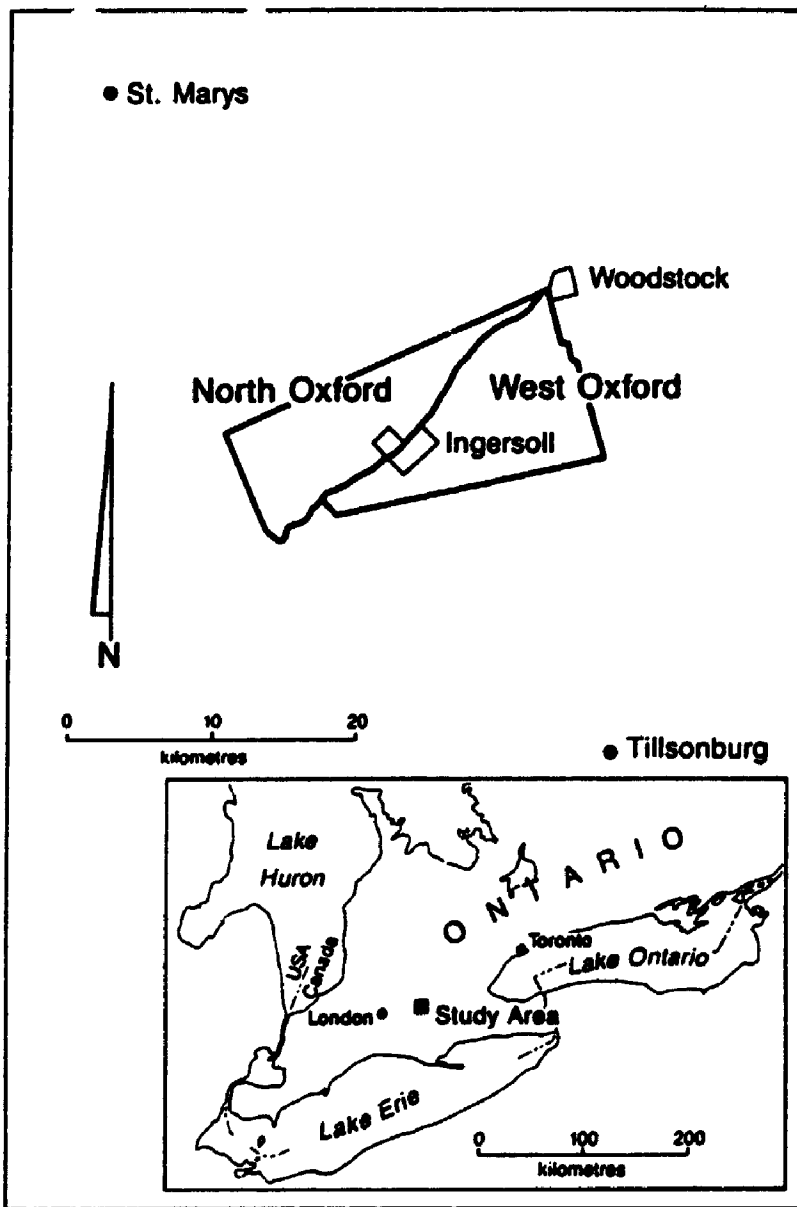 St. Marys
Woodstock
North Oxford
West Oxford
Ingersoll
N
0 10 20
kilometres
Tillsonburg
Lake
Huron
ONTARIO
USA
Canada
Toronto
Lake Ontario
London
Study Area
Lake Erie
0 100 200
kilometres